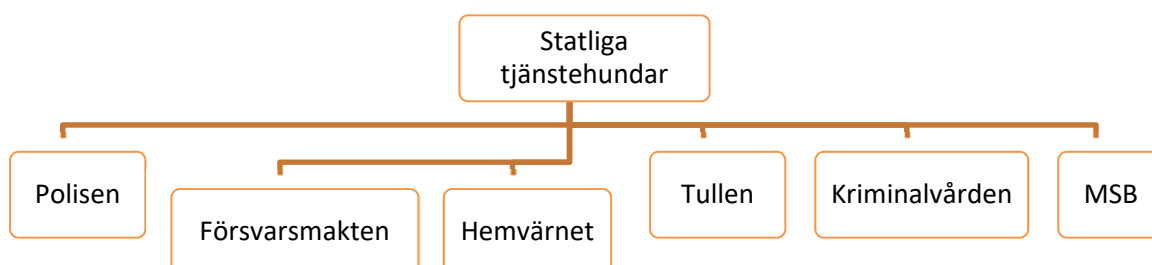 Statliga
tjänstehundar
Polisen
Försvarsmakten
Hemvärnet
Tullen
Kriminalvården
MSB